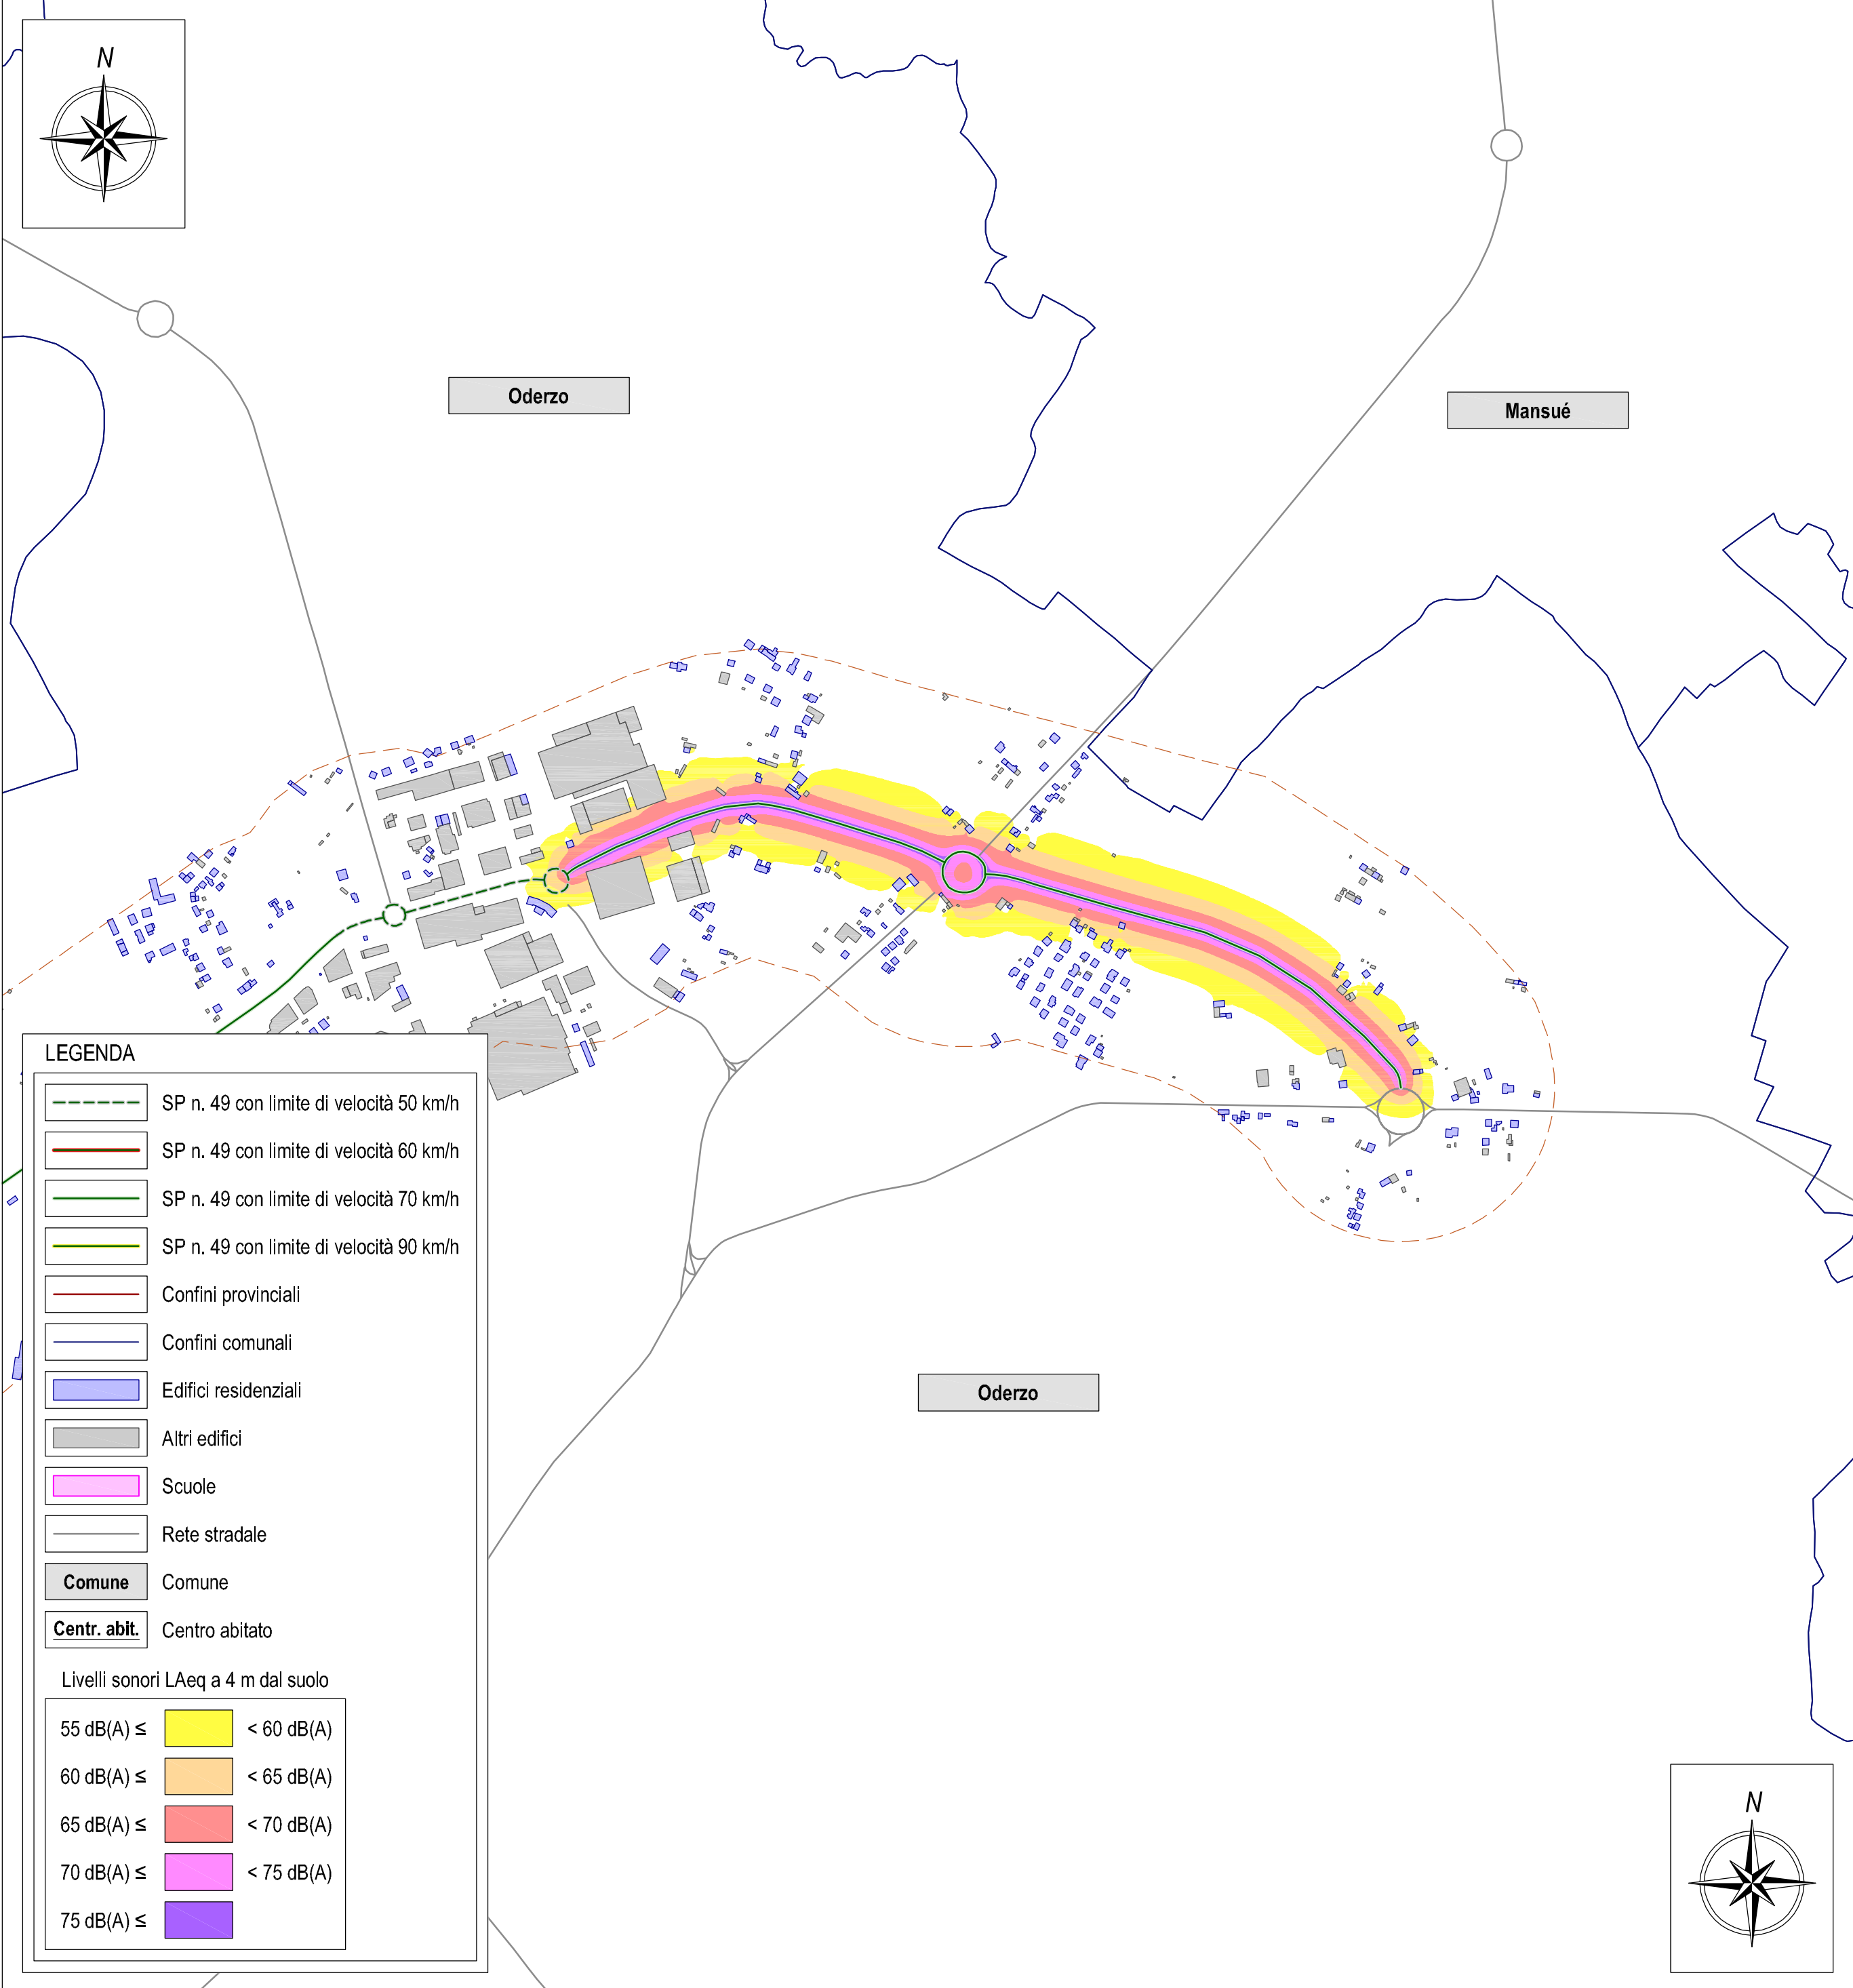 N
Oderzo
Mansué
LEGENDA
SP n. 49 con limite di velocità 50 km/h
SP n. 49 con limite di velocità 60 km/h
SP n. 49 con limite di velocità 70 km/h
SP n. 49 con limite di velocità 90 km/h
Confini provinciali
Confini comunali
Edifici residenziali
Altri edifici
Scuole
Rete stradale
Comune Comune
Centr. abit. Centro abitato
Livelli sonori LAeq a 4 m dal suolo
55 dB(A) ≤ < 60 dB(A)
60 dB(A) ≤ < 65 dB(A)
65 dB(A) ≤ < 70 dB(A)
70 dB(A) ≤ < 75 dB(A)
75 dB(A) ≤
Oderzo
N